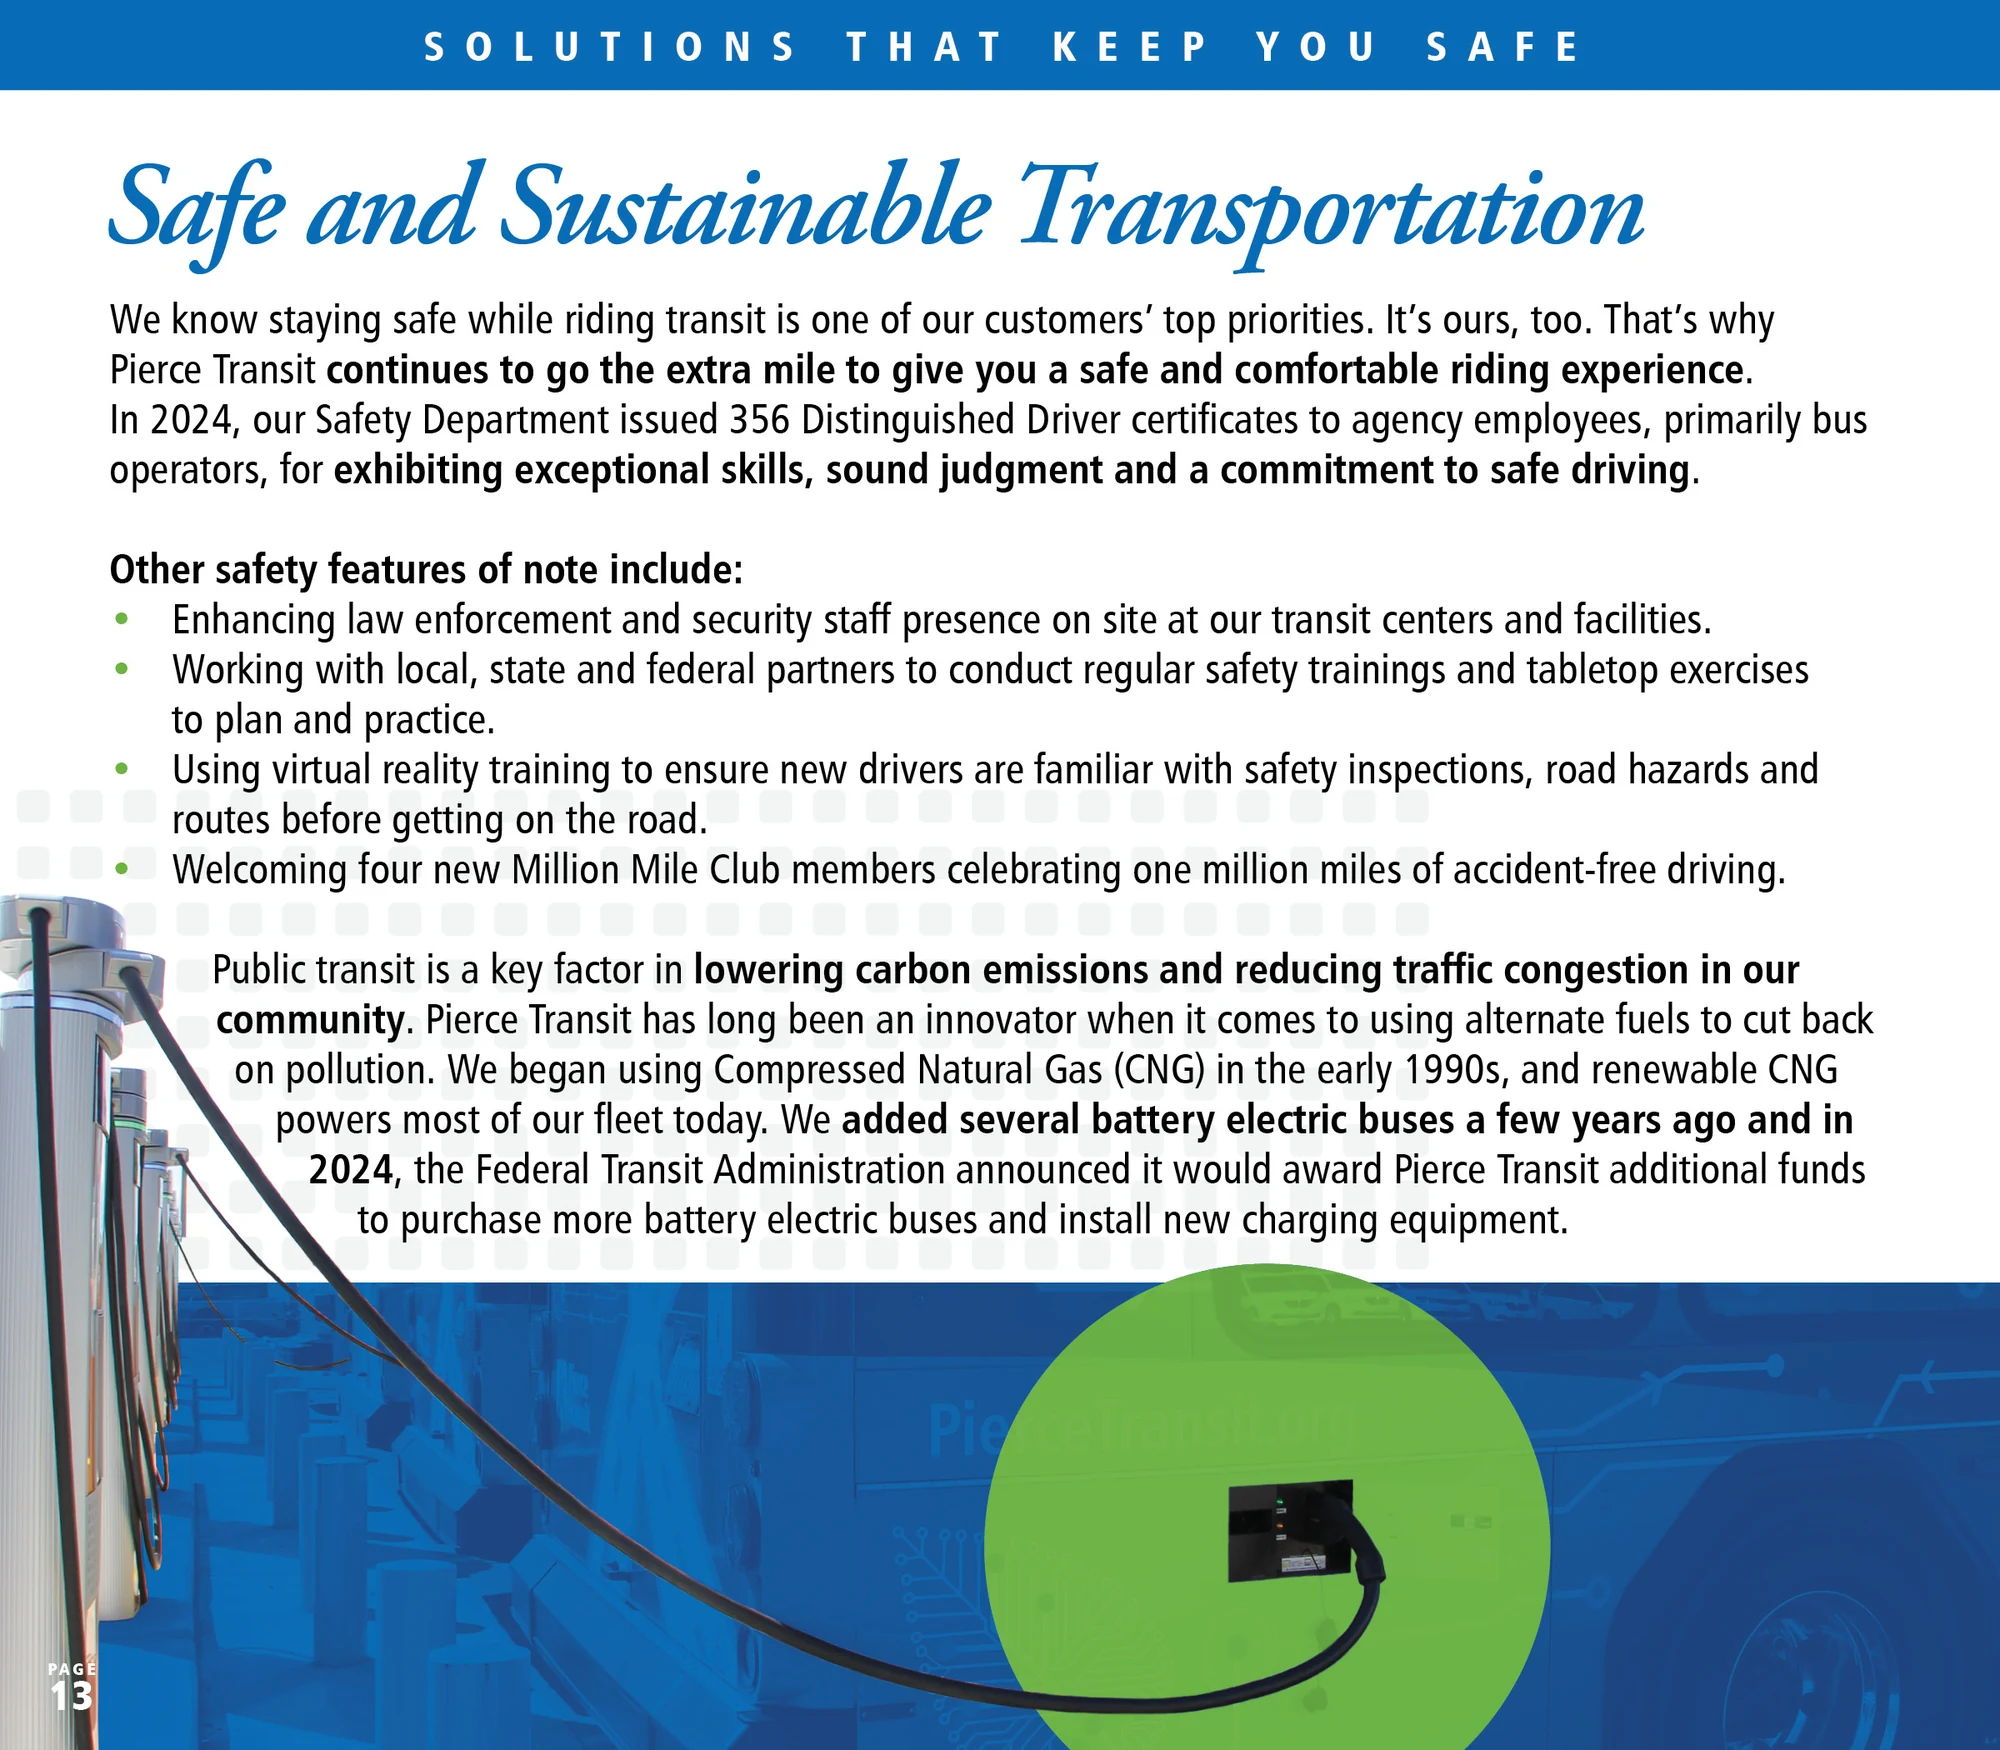 SOLUTIONS THAT KEEP YOU SAFE
Safe and Sustainable Transportation
We know staying safe while riding transit is one of our customers’ top priorities. It’s ours, too. That’s why
Pierce Transit continues to go the extra mile to give you a safe and comfortable riding experience.
In 2024, our Safety Department issued 356 Distinguished Driver certificates to agency employees, primarily bus
operators, for exhibiting exceptional skills, sound judgment and a commitment to safe driving.
Other safety features of note include:
• Enhancing law enforcement and security staff presence on site at our transit centers and facilities.
• Working with local, state and federal partners to conduct regular safety trainings and tabletop exercises
to plan and practice.
• Using virtual reality training to ensure new drivers are familiar with safety inspections, road hazards and
routes before getting on the road.
• Welcoming four new Million Mile Club members celebrating one million miles of accident-free driving.
Public transit is a key factor in lowering carbon emissions and reducing traffic congestion in our
community. Pierce Transit has long been an innovator when it comes to using alternate fuels to cut back
on pollution. We began using Compressed Natural Gas (CNG) in the early 1990s, and renewable CNG
powers most of our fleet today. We added several battery electric buses a few years ago and in
2024, the Federal Transit Administration announced it would award Pierce Transit additional funds
to purchase more battery electric buses and install new charging equipment.
PierceTransit.org
PAGE
13